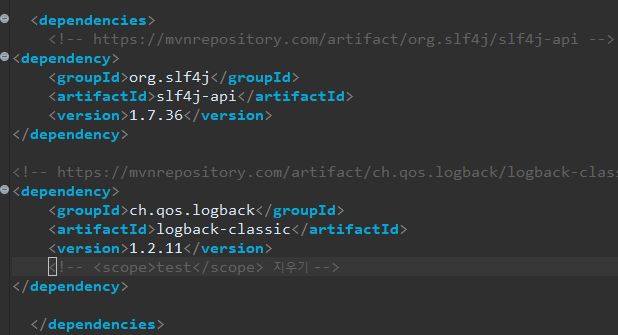 <dependencies>
<!-- https://mvnrepository.com/artifact/org.slf4j/slf4j-api -->
<dependency>
<groupId>org.slf4j</groupId>
<artifactId>slf4j-api</artifactId>
<version>1.7.36</version>
</dependency>
<!-- https://mvnrepository.com/artifact/ch.qos.logback/logback-clas
<dependency>
<groupId>ch.qos.logback</groupId>
<artifactId>logback-classic</artifactId>
<version>1.2.11</version>
<!-- <scope>test</scope> 지우기 -->
</dependency>
</dependencies>